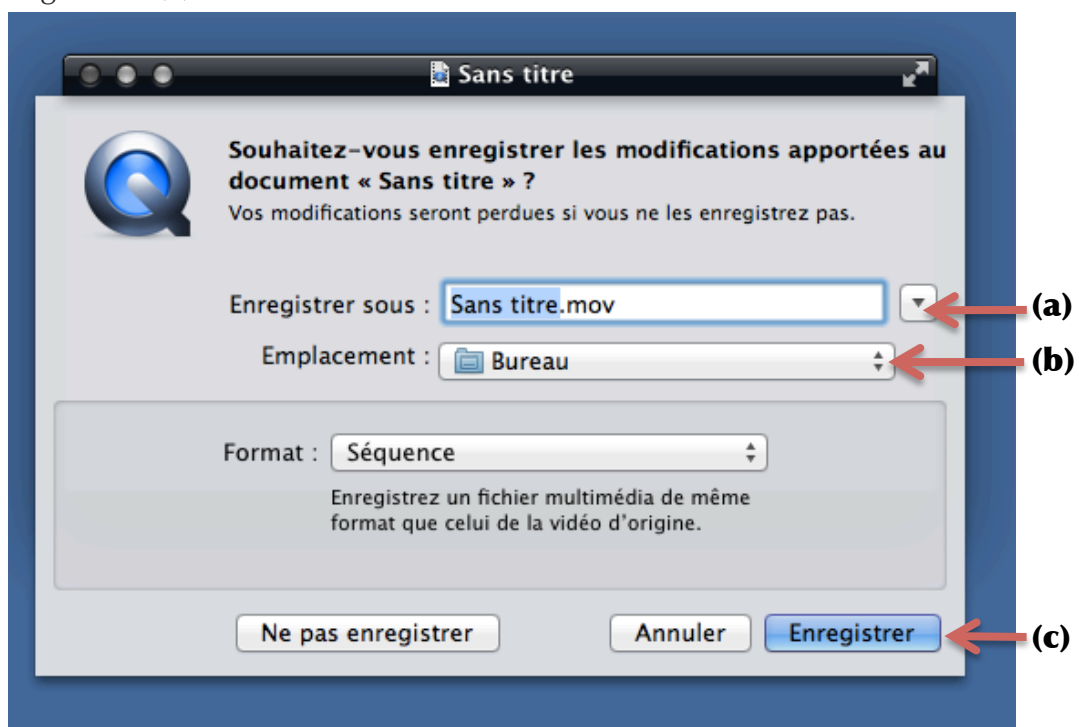 Sans titre
Souhaitez-vous enregistrer les modifications apportées au
document « Sans titre » ?
Vos modifications seront perdues si vous ne les enregistrez pas.
Enregistrer sous : Sans titre.mov (a)
Emplacement : Bureau (b)
Format : Séquence
Enregistrez un fichier multimédia de même
format que celui de la vidéo d'origine.
Ne pas enregistrer Annuler Enregistrer (c)